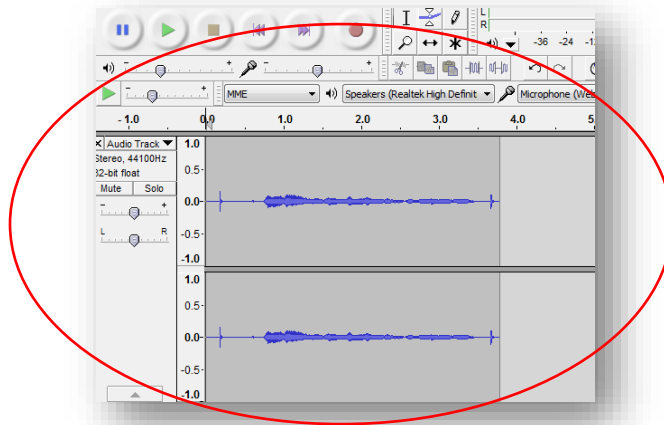 L
R
-36 -24
MME Speakers (Realtek High Definit Microphone (Web
- 1.0 0.0 1.0 2.0 3.0 4.0 5.
× Audio Track
Stereo, 44100Hz
32-bit float
Mute Solo
- +
L R
1.0
0.5-
0.0-
-0.5-
-1.0
1.0
0.5-
0.0-
-0.5-
-1.0